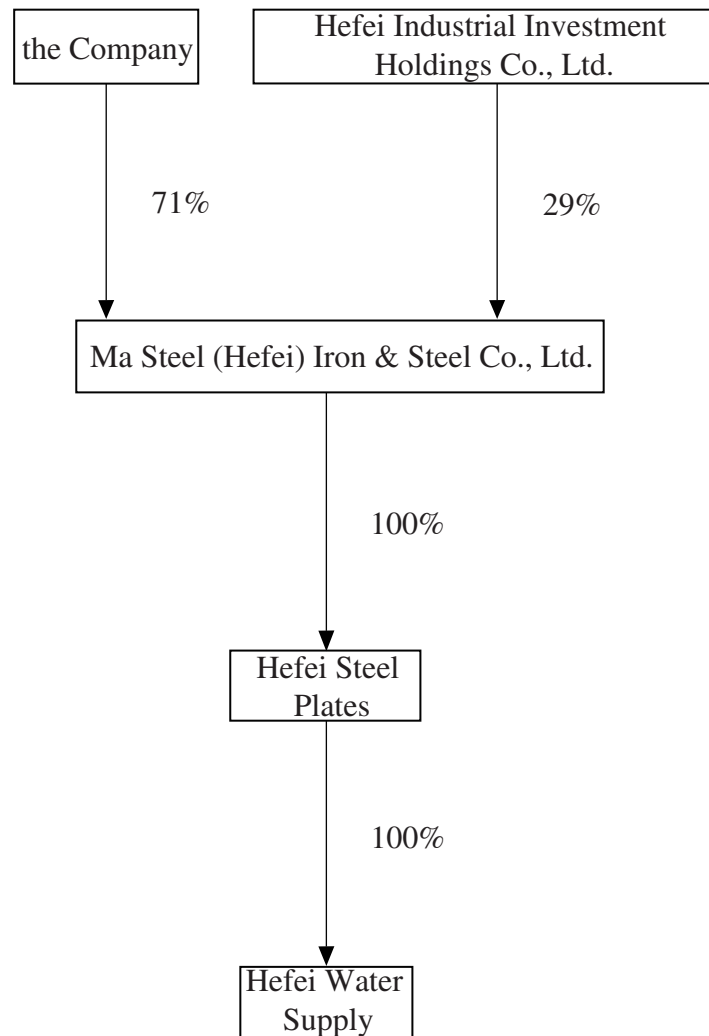 the Company
Hefei Industrial Investment
Holdings Co., Ltd.
71%
29%
Ma Steel (Hefei) Iron & Steel Co., Ltd.
100%
Hefei Steel
Plates
100%
Hefei Water
Supply